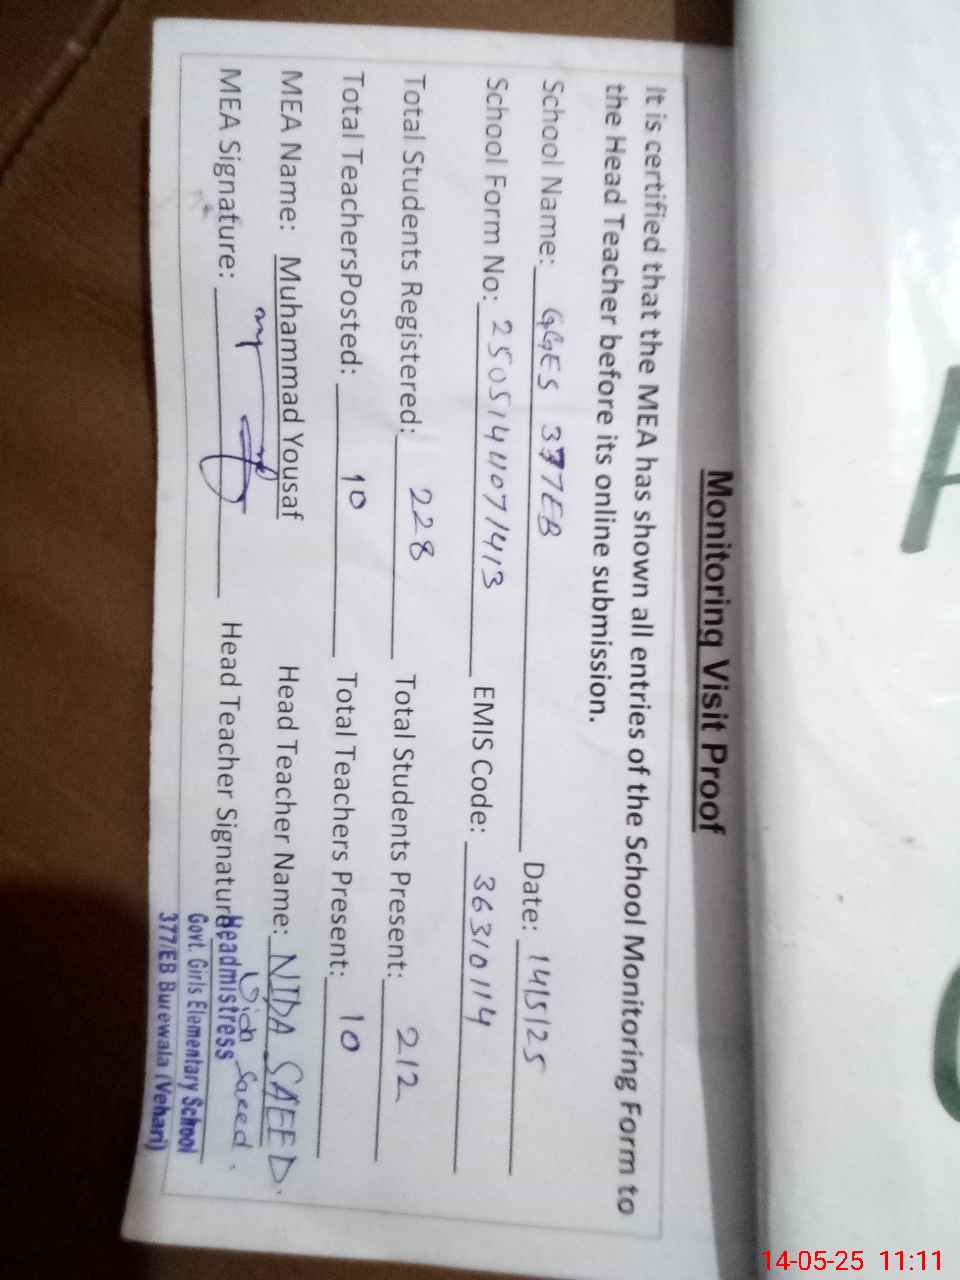 Monitoring Visit Proof
It is certified that the MEA has shown all entries of the School Monitoring Form to
the Head Teacher before its online submission.
School Name: GGES 377EB Date: 14/5/25
School Form No: 2505144071413 EMIS Code: 36310114
Total Students Registered: 228 Total Students Present: 212
Total TeachersPosted: 10 Total Teachers Present: 10
MEA Name: Muhammad Yousaf Head Teacher Name: NIDA SAEED.
MEA Signature: Head Teacher Signature:
Nida Saeed.
Headmistress
Govt. Girls Elementary School
377/EB Burewala (Vehari)
14-05-25 11:11